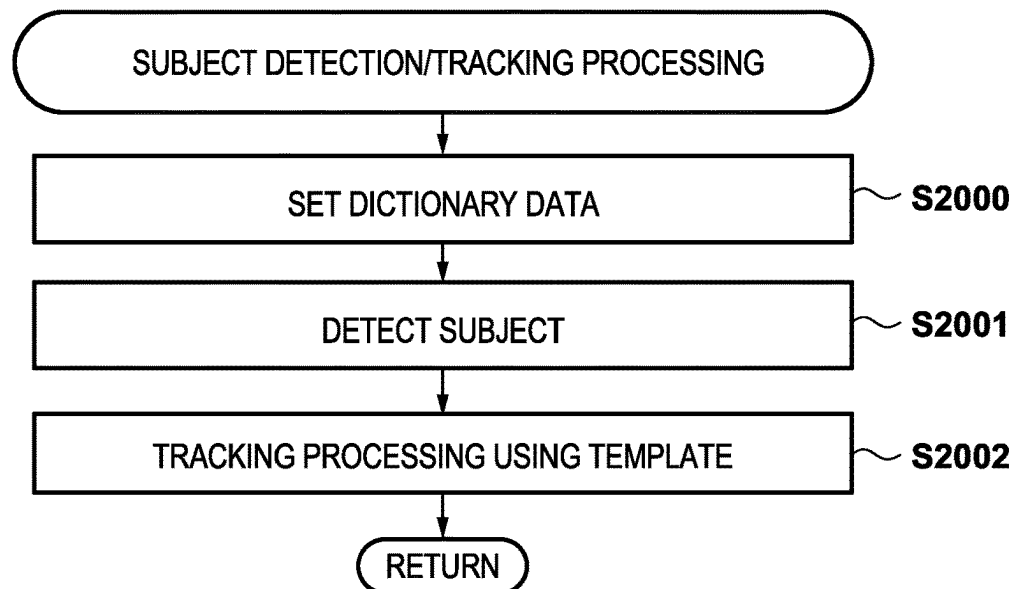 SUBJECT DETECTION/TRACKING PROCESSING
SET DICTIONARY DATA
S2000
DETECT SUBJECT
S2001
TRACKING PROCESSING USING TEMPLATE
S2002
RETURN